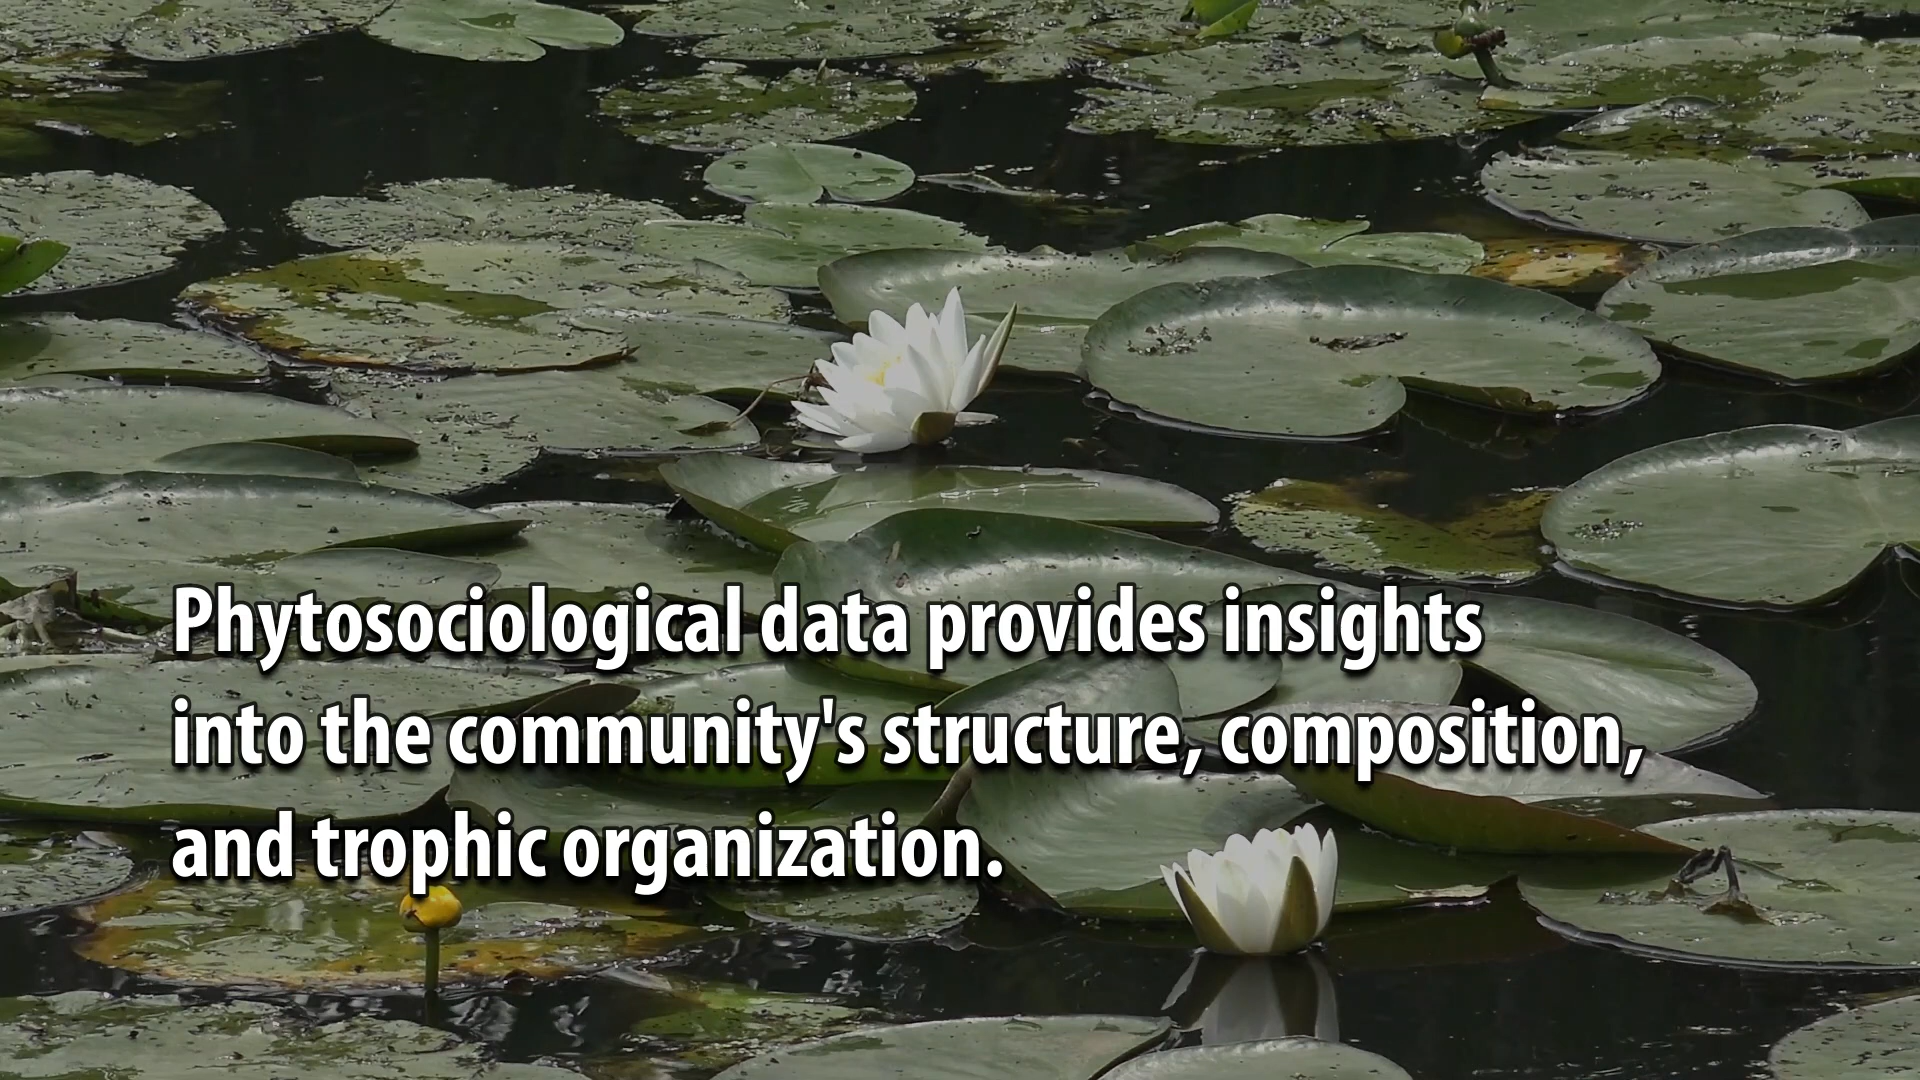 Phytosociological data provides insights
into the community's structure, composition,
and trophic organization.